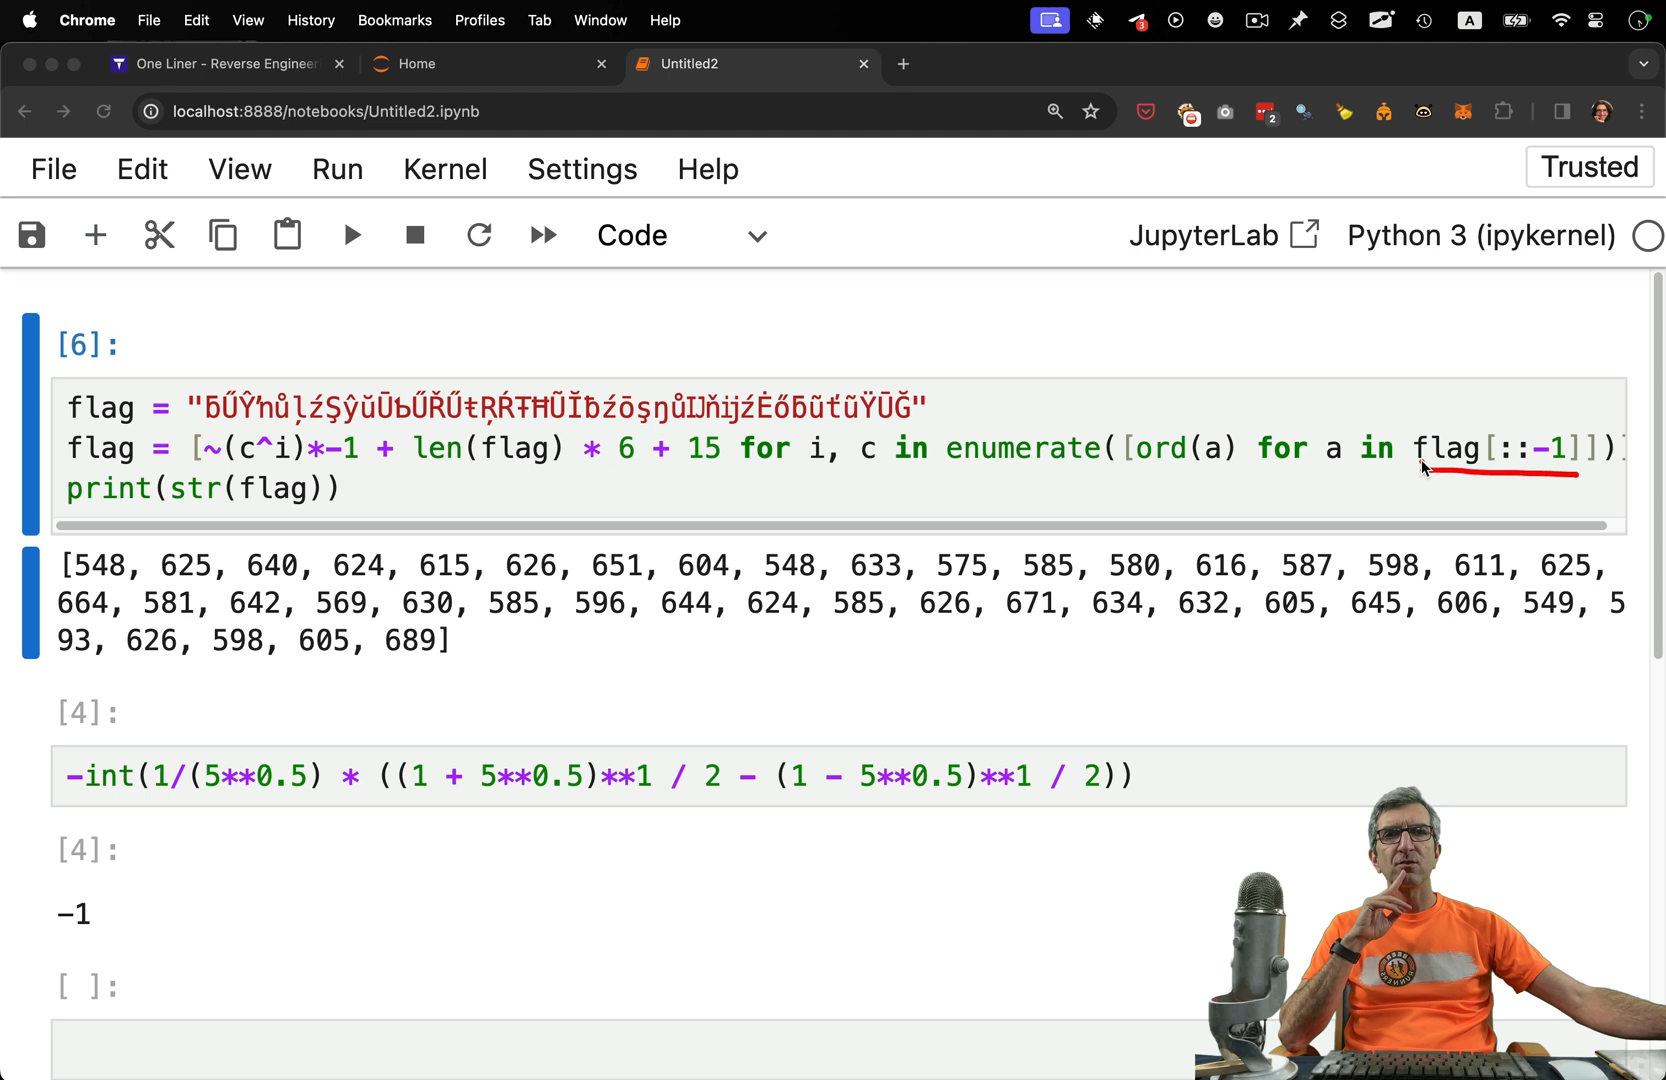 Chrome File Edit View History Bookmarks Profiles Tab Window Help
3
A
One Liner - Reverse Engineer
Home
Untitled2
localhost:8888/notebooks/Untitled2.ipynb
2
File Edit View Run Kernel Settings Help
Trusted
Code
JupyterLab
Python 3 (ipykernel)
[6]:
flag = [~(c^i)*-1 + len(flag) * 6 + 15 for i, c in enumerate([ord(a) for a in flag[::-1]])]
print(str(flag))
[548, 625, 640, 624, 615, 626, 651, 604, 548, 633, 575, 585, 580, 616, 587, 598, 611, 625,
664, 581, 642, 569, 630, 585, 596, 644, 624, 585, 626, 671, 634, 632, 605, 645, 606, 549, 5
93, 626, 598, 605, 689]
[4]:
-int(1/(5**0.5) * ((1 + 5**0.5)**1 / 2 - (1 - 5**0.5)**1 / 2))
[4]:
-1
[ ]: